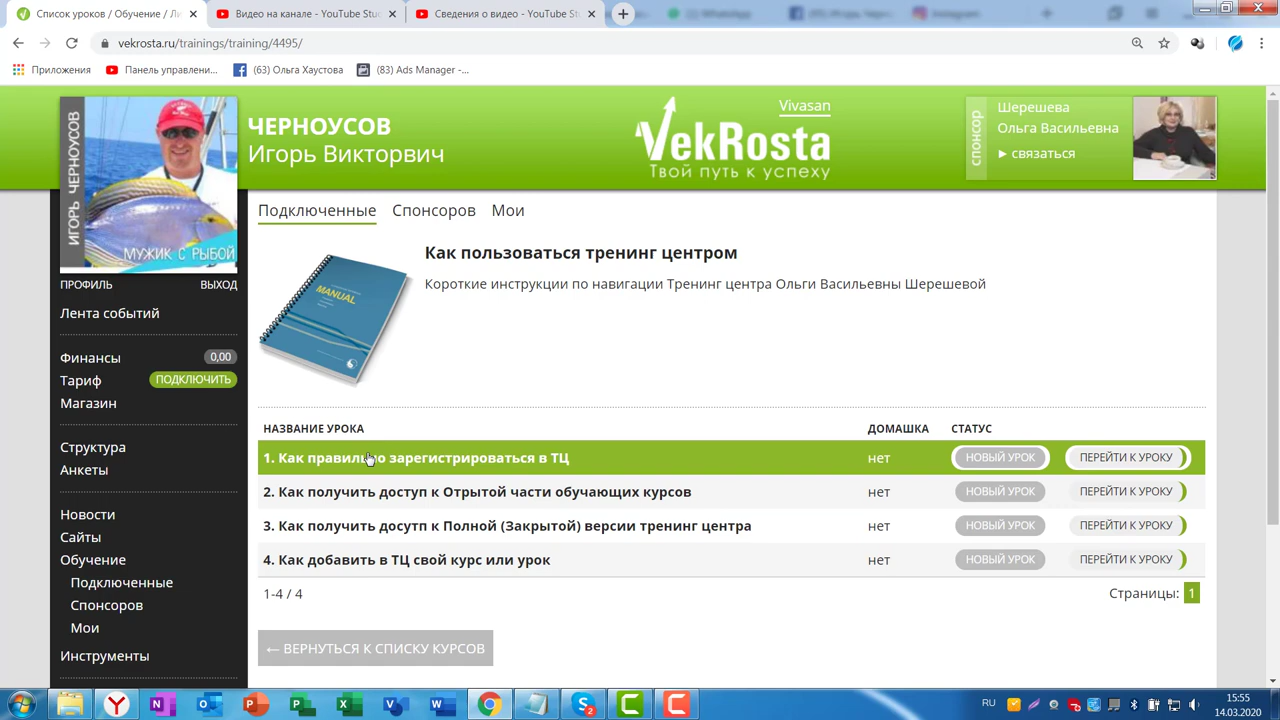 Список уроков / Обучение / Ли
Видео на канале - YouTube Stu
Сведения о видео - YouTube St
vekrosta.ru/trainings/training/4495/
Приложения
Панель управлени...
(63) Ольга Хаустова
(83) Ads Manager -...
ИГОРЬ ЧЕРНОУСОВ
МУЖИК С РЫБОЙ
ЧЕРНОУСОВ
Игорь Викторвич
Vivasan
VekRosta
Твой путь к успеху
спонсор
Шерешева
Ольга Васильевна
►связаться
ПРОФИЛЬ
ВЫХОД
Лента событий
Финансы
0,00
Тариф
ПОДКЛЮЧИТЬ
Магазин
Структура
Анкеты
Новости
Сайты
Обучение
Подключенные
Спонсоров
Мои
Инструменты
Подключенные
Спонсоров
Мои
MANUAL
Как пользоваться тренинг центром
Короткие инструкции по навигации Тренинг центра Ольги Васильевны Шерешевой
НАЗВАНИЕ УРОКА
ДОМАШКА
СТАТУС
1. Как правильно зарегистрироваться в ТЦ
нет
НОВЫЙ УРОК
ПЕРЕЙТИ К УРОКУ
2. Как получить доступ к Отрытой части обучающих курсов
нет
НОВЫЙ УРОК
ПЕРЕЙТИ К УРОКУ
3. Как получить досутп к Полной (Закрытой) версии тренинг центра
нет
НОВЫЙ УРОК
ПЕРЕЙТИ К УРОКУ
4. Как добавить в ТЦ свой курс или урок
нет
НОВЫЙ УРОК
ПЕРЕЙТИ К УРОКУ
1-4 / 4
Страницы: 1
← ВЕРНУТЬСЯ К СПИСКУ КУРСОВ
RU
15:55
14.03.2020